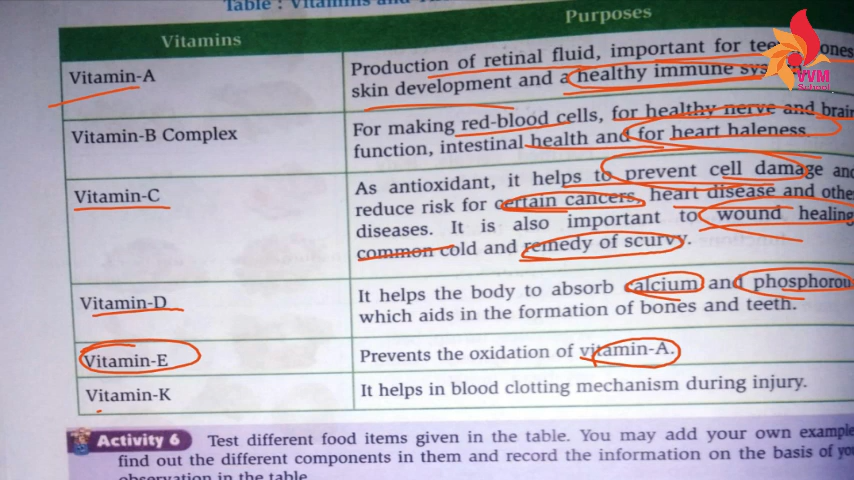 Table : Vitamins and
Vitamins
Purposes
Vitamin-A
Production of retinal fluid, important for
skin development and a healthy immune
Vitamin-B Complex
For making red-blood cells, for healthy nerve and brain
function, intestinal health and for heart haleness.
Vitamin-C
As antioxidant, it helps to prevent cell damage and
reduce risk for certain cancers, heart disease and othe
diseases. It is also important to wound healing
common cold and remedy of scurvy.
Vitamin-D
It helps the body to absorb calcium and phosphorou
which aids in the formation of bones and teeth.
Vitamin-E
Prevents the oxidation of vitamin-A.
Vitamin-K
It helps in blood clotting mechanism during injury.
Activity 6 Test different food items given in the table. You may add your own example
find out the different components in them and record the information on the basis of you
observation in the table
VVM
School